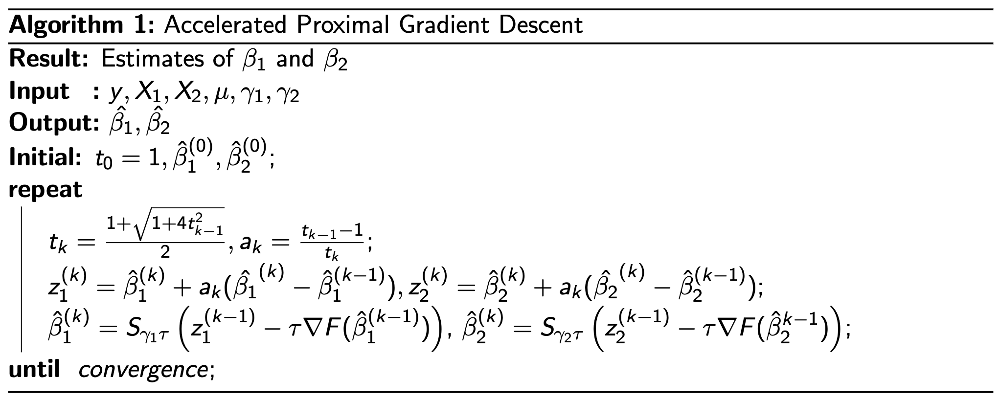 Algorithm 1: Accelerated Proximal Gradient Descent
Result: Estimates of $\beta_1$ and $\beta_2$
Input : $y, X_1, X_2, \mu, \gamma_1, \gamma_2$
Output: $\hat{\beta_1}, \hat{\beta_2}$
Initial: $t_0 = 1, \hat{\beta}_1^{(0)}, \hat{\beta}_2^{(0)}$;
repeat
$t_k = \frac{1+\sqrt{1+4t_{k-1}^2}}{2}, a_k = \frac{t_{k-1}-1}{t_k}$;
$z_1^{(k)} = \hat{\beta}_1^{(k)} + a_k(\hat{\beta_1}^{(k)} - \hat{\beta}_1^{(k-1)}), z_2^{(k)} = \hat{\beta}_2^{(k)} + a_k(\hat{\beta_2}^{(k)} - \hat{\beta}_2^{(k-1)})$;
$\hat{\beta}_1^{(k)} = S_{\gamma_1\tau}\left(z_1^{(k-1)} - \tau\nabla F(\hat{\beta}_1^{(k-1)})\right), \hat{\beta}_2^{(k)} = S_{\gamma_2\tau}\left(z_2^{(k-1)} - \tau\nabla F(\hat{\beta}_2^{k-1})\right)$;
until convergence;